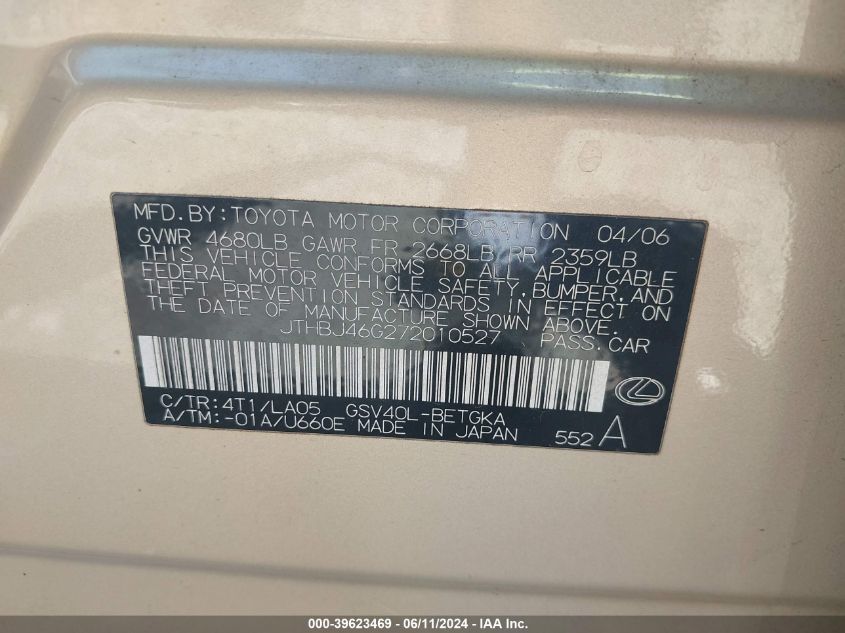 MFD.BY:TOYOTA MOTOR CORPORATION 04/06
GVWR 4680LB GAWR FR 2668LB RR 2359LB
THIS VEHICLE CONFORMS TO ALL APPLICABLE
FEDERAL MOTOR VEHICLE SAFETY,BUMPER,AND
THEFT PREVENTION STANDARDS IN EFFECT ON
THE DATE OF MANUFACTURE SHOWN ABOVE.
JTHBJ46G272010527 PASS.CAR
C/TR:4T1/LA05 GSV40L-BETGKA
A/TM:-01A/U660E MADE IN JAPAN 552 A
000-39623469 - 06/11/2024 - IAA Inc.